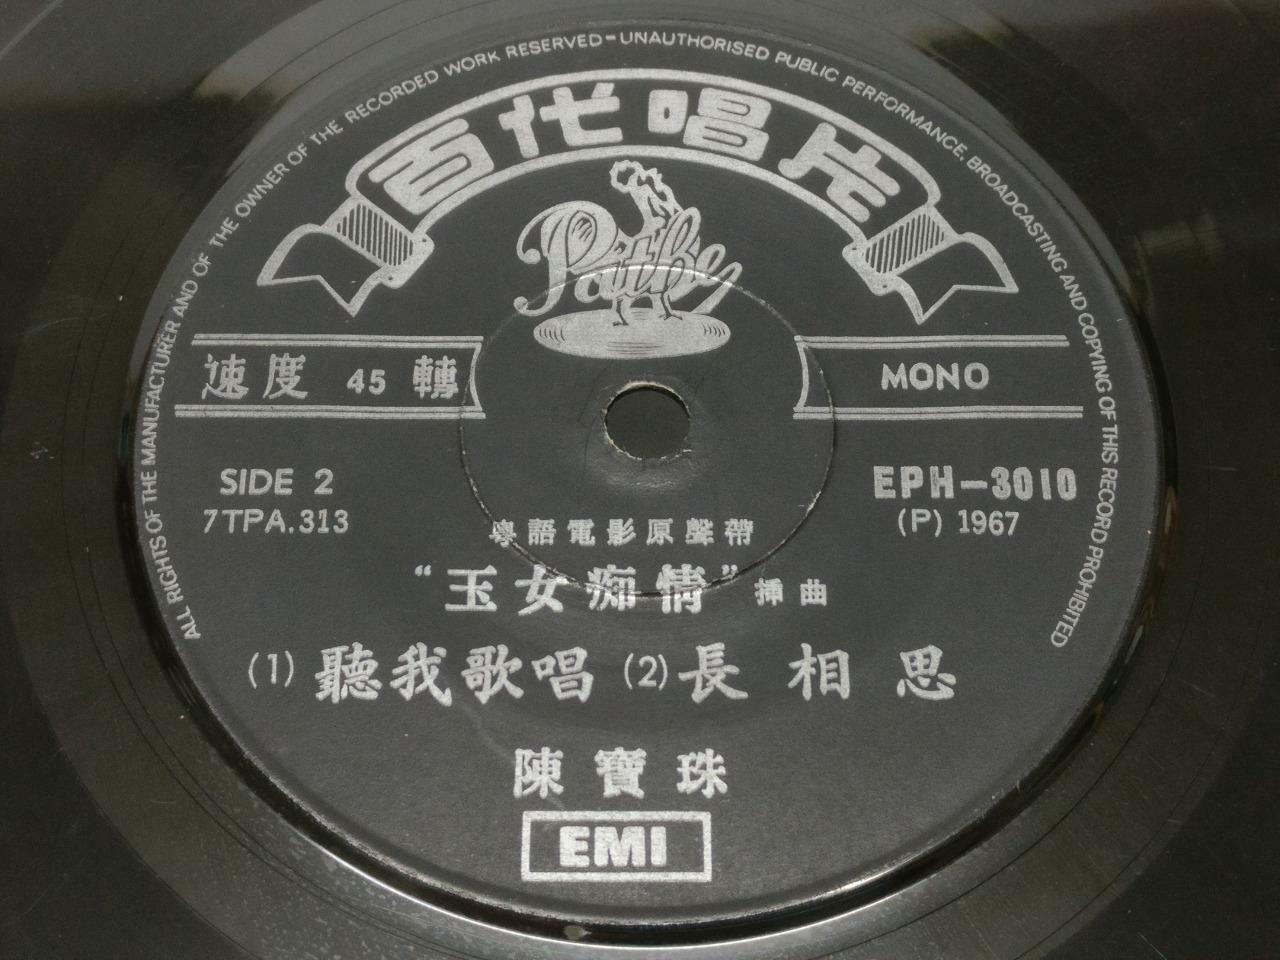 ALL RIGHTS OF THE MANUFACTURER AND OF THE OWNER OF THE RECORDED WORK RESERVED-UNAUTHORISED PUBLIC PERFORMANCE, BROADCASTING AND COPYING OF THIS RECORD PROHIBITED
百代唱片
Pathe
速度 45 轉
MONO
SIDE 2
7TPA.313
EPH-3010
(P) 1967
粵語電影原聲帶
“玉女痴情” 揷曲
(1) 聽我歌唱 (2) 長相思
陳寶珠
EMI